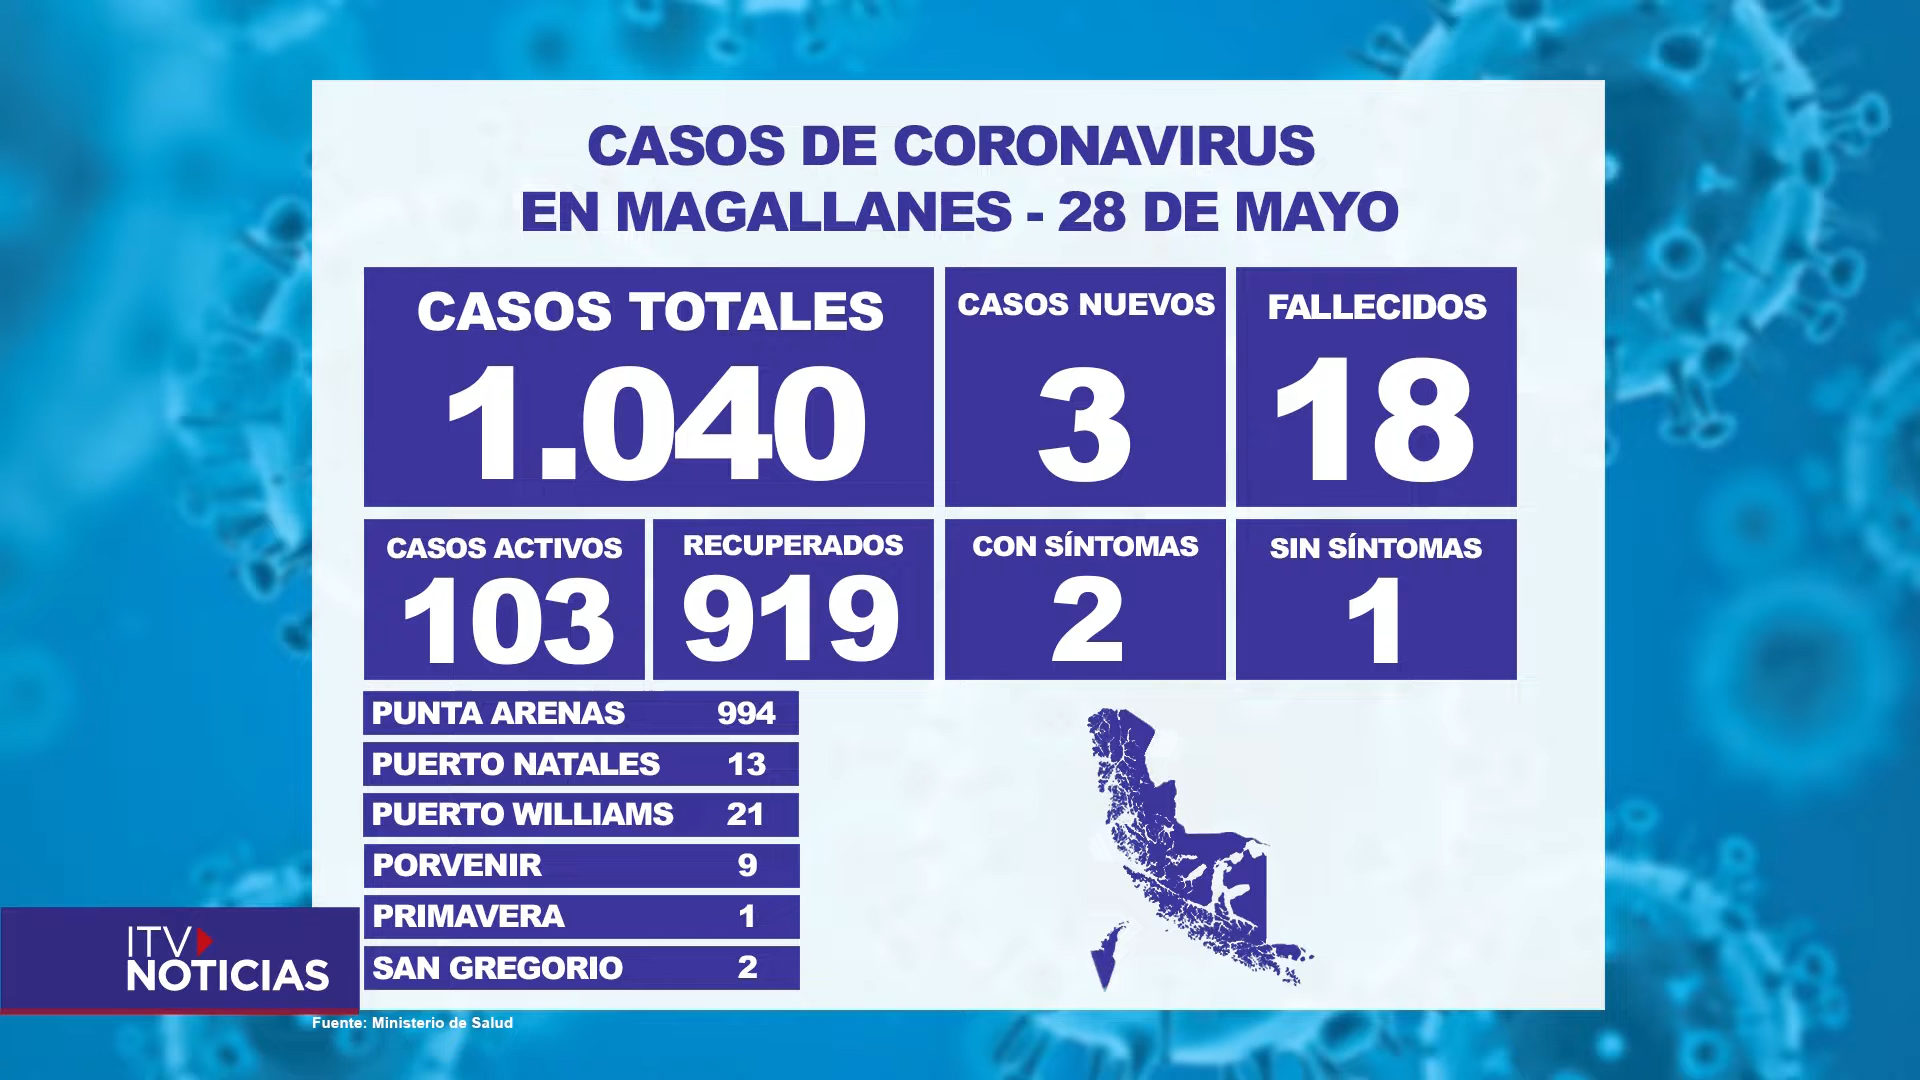 CASOS DE CORONAVIRUS
EN MAGALLANES - 28 DE MAYO
CASOS TOTALES
1.040
CASOS NUEVOS
3
FALLECIDOS
18
CASOS ACTIVOS
103
RECUPERADOS
919
CON SÍNTOMAS
2
SIN SÍNTOMAS
1
PUNTA ARENAS 994
PUERTO NATALES 13
PUERTO WILLIAMS 21
PORVENIR 9
PRIMAVERA 1
SAN GREGORIO 2
ITV
NOTICIAS
Fuente: Ministerio de Salud